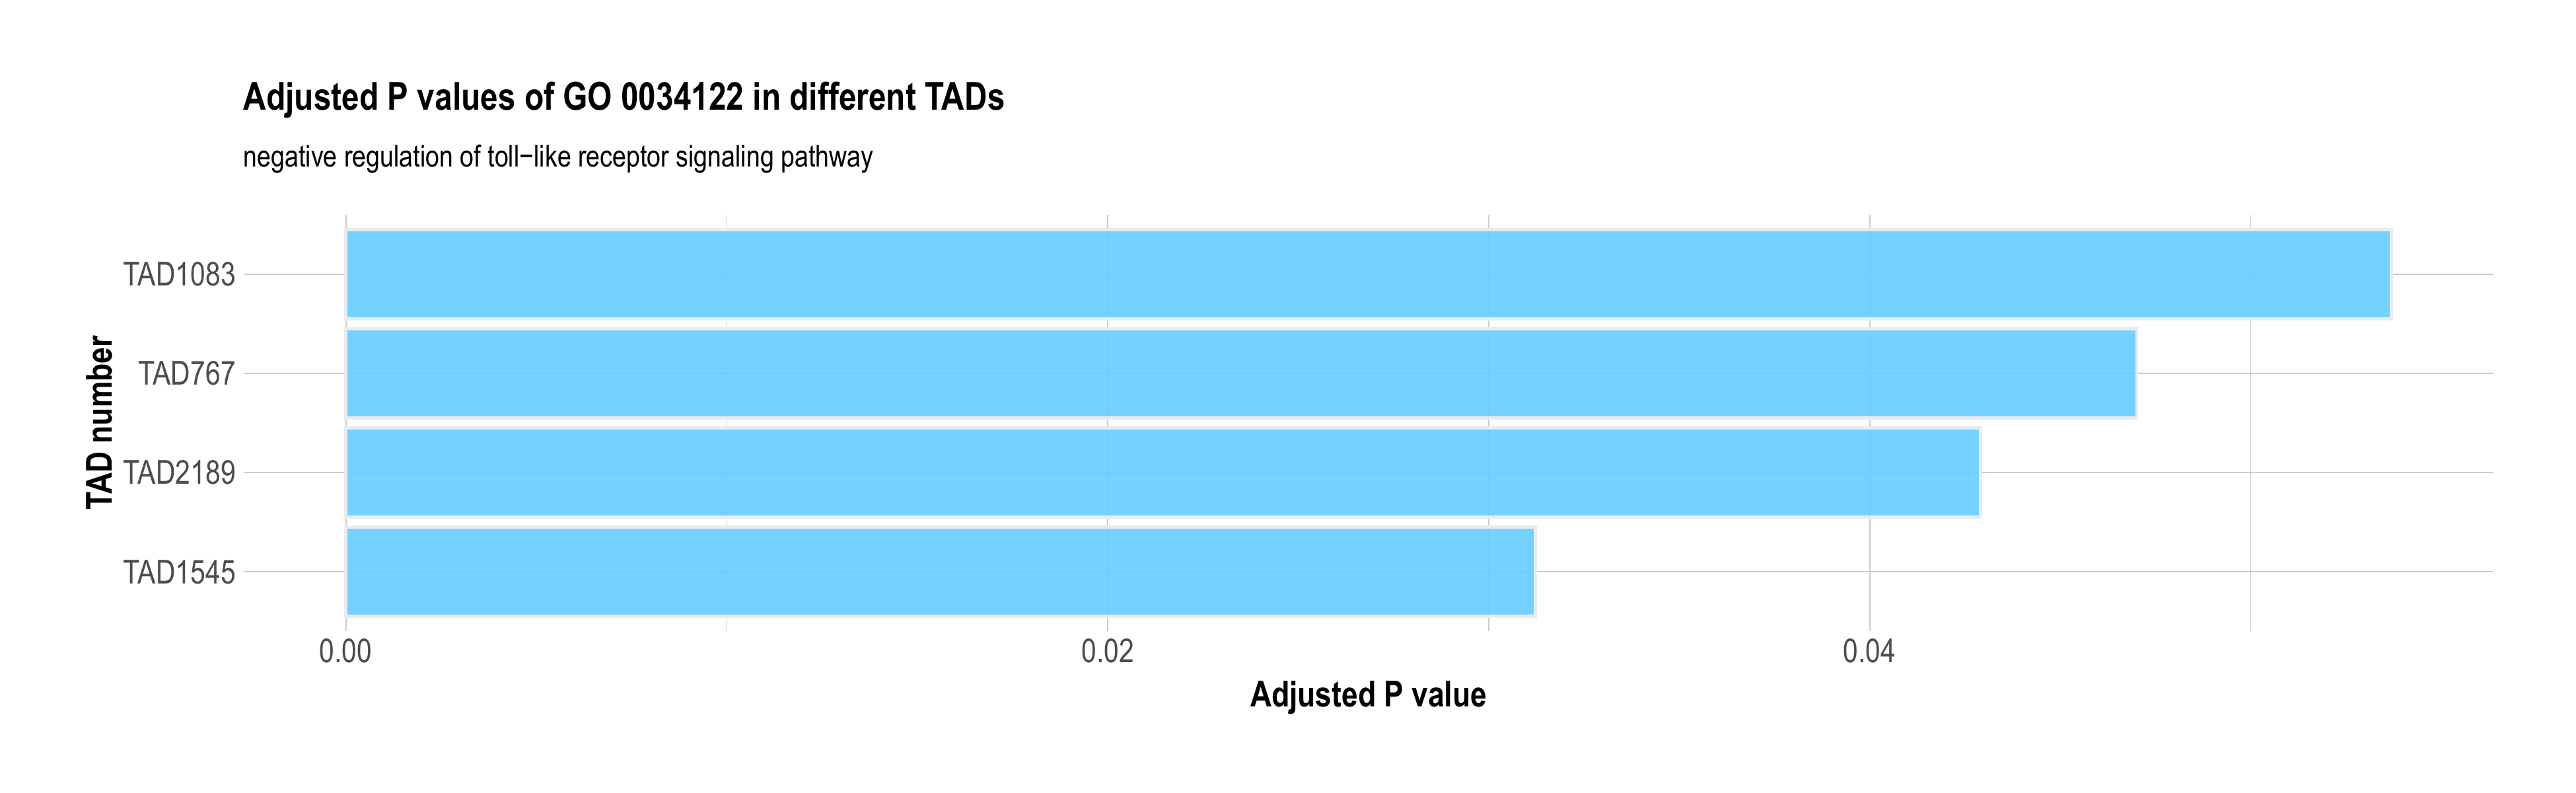 Adjusted P values of GO 0034122 in different TADs
negative regulation of toll−like receptor signaling pathway
TAD number
TAD1083
TAD767
TAD2189
TAD1545
0.00 0.02 0.04
Adjusted P value